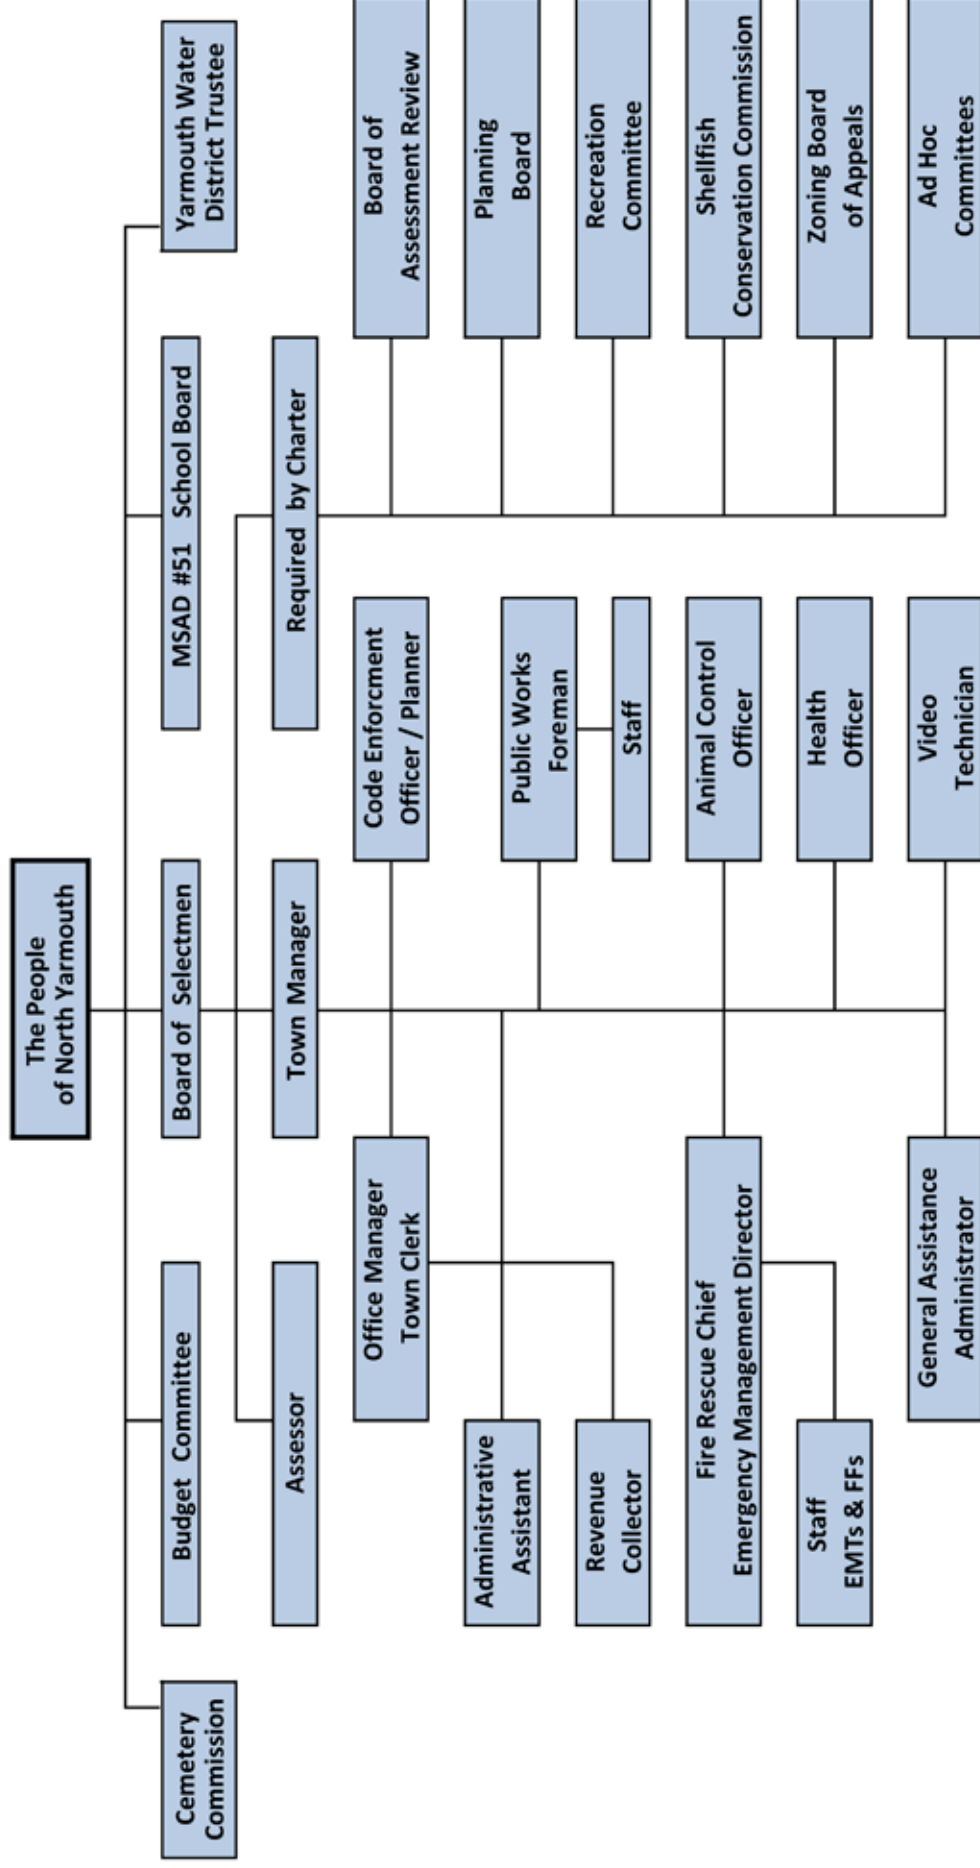 The People
of North Yarmouth
Cemetery
Commission
Budget Committee
Board of Selectmen
MSAD #51 School Board
Yarmouth Water
District Trustee
Assessor
Town Manager
Required by Charter
Office Manager
Town Clerk
Code Enforcment
Officer / Planner
Board of
Assessment Review
Administrative
Assistant
Public Works
Foreman
Planning
Board
Revenue
Collector
Staff
Recreation
Committee
Fire Rescue Chief
Emergency Management Director
Animal Control
Officer
Shellfish
Conservation Commission
Staff
EMTs & FFs
Health
Officer
Zoning Board
of Appeals
General Assistance
Administrator
Video
Technician
Ad Hoc
Committees